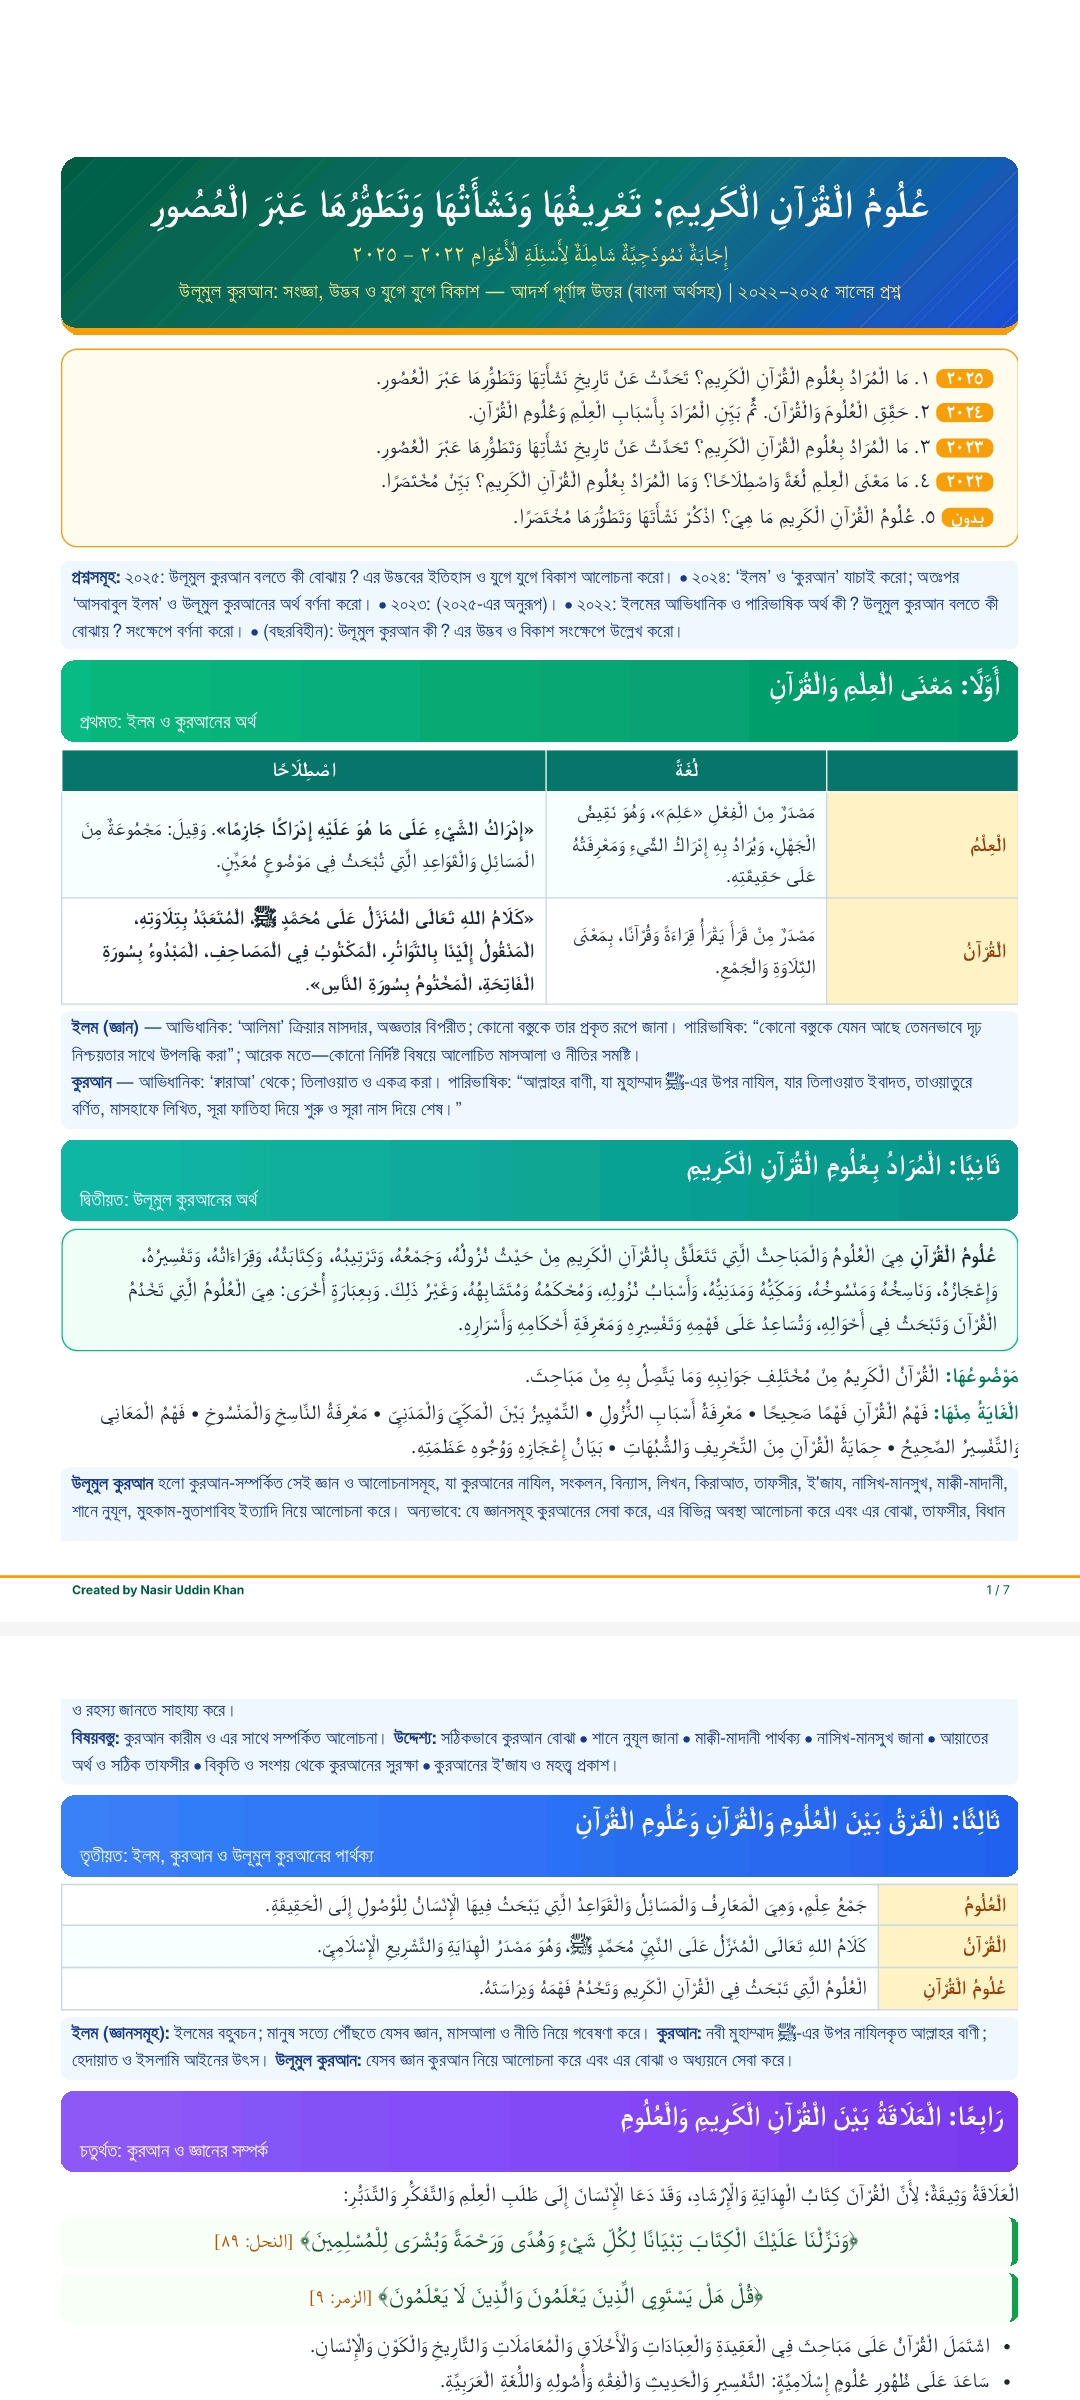 عُلُومُ الْقُرْآنِ الْكَرِيمِ: تَعْرِيفُهَا وَنَشْأَتُهَا وَتَطَوُّرُهَا عَبْرَ الْعُصُورِ
إِجَابَةٌ نَمُوذَجِيَّةٌ شَامِلَةٌ لِأَسْئِلَةِ الْأَعْوَامِ ٢٠٢٢ – ٢٠٢٥
উলূমুল কুরআন: সংজ্ঞা, উদ্ভব ও যুগে যুগে বিকাশ — আদর্শ পূর্ণাঙ্গ উত্তর (বাংলা অর্থসহ) | ২০২২–২০২৫ সালের প্রশ্ন
٢٠٢٥ ١. مَا الْمُرَادُ بِعُلُومِ الْقُرْآنِ الْكَرِيمِ؟ تَحَدَّثْ عَنْ تَارِيخِ نَشْأَتِهَا وَتَطَوُّرِهَا عَبْرَ الْعُصُورِ.
٢٠٢٤ ٢. حَقِّقِ الْعُلُومَ وَالْقُرْآنَ. ثُمَّ بَيِّنِ الْمُرَادَ بِأَسْبَابِ الْعِلْمِ وَعُلُومِ الْقُرْآنِ.
٢٠٢٣ ٣. مَا الْمُرَادُ بِعُلُومِ الْقُرْآنِ الْكَرِيمِ؟ تَحَدَّثْ عَنْ تَارِيخِ نَشْأَتِهَا وَتَطَوُّرِهَا عَبْرَ الْعُصُورِ.
٢٠٢٢ ٤. مَا مَعْنَى الْعِلْمِ لُغَةً وَاصْطِلَاحًا؟ وَمَا الْمُرَادُ بِعُلُومِ الْقُرْآنِ الْكَرِيمِ؟ بَيِّنْ مُخْتَصَرًا.
بدون ٥. عُلُومُ الْقُرْآنِ الْكَرِيمِ مَا هِيَ؟ اذْكُرْ نَشْأَتَهَا وَتَطَوُّرَهَا مُخْتَصَرًا.
প্রশ্নসমূহ: ২০২৫: উলূমুল কুরআন বলতে কী বোঝায়? এর উদ্ভবের ইতিহাস ও যুগে যুগে বিকাশ আলোচনা করো। ● ২০২৪: ‘ইলম’ ও ‘কুরআন’ যাচাই করো; অতঃপর
‘আসবাবুল ইলম’ ও উলূমুল কুরআনের অর্থ বর্ণনা করো। ● ২০২৩: (২০২৫-এর অনুরূপ)। ● ২০২২: ইলমের আভিধানিক ও পারিভাষিক অর্থ কী? উলূমুল কুরআন বলতে কী
বোঝায়? সংক্ষেপে বর্ণনা করো। ● (বছরবিহীন): উলূমুল কুরআন কী? এর উদ্ভব ও বিকাশ সংক্ষেপে উল্লেখ করো।
أَوَّلًا: مَعْنَى الْعِلْمِ وَالْقُرْآنِ
প্রথমত: ইলম ও কুরআনের অর্থ
لُغَةً
اصْطِلَاحًا
الْعِلْمُ
مَصْدَرٌ مِنَ الْفِعْلِ «عَلِمَ»، وَهُوَ نَقِيضُ
الْجَهْلِ، وَيُرَادُ بِهِ إِدْرَاكُ الشَّيْءِ وَمَعْرِفَتُهُ
عَلَى حَقِيقَتِهِ.
«إِدْرَاكُ الشَّيْءِ عَلَى مَا هُوَ عَلَيْهِ إِدْرَاكًا جَازِمًا». وَقِيلَ: مَجْمُوعَةٌ مِنَ
الْمَسَائِلِ وَالْقَوَاعِدِ الَّتِي تُبْحَثُ فِي مَوْضُوعٍ مُعَيَّنٍ.
الْقُرْآنُ
مَصْدَرٌ مِنْ قَرَأَ يَقْرَأُ قِرَاءَةً وَقُرْآنًا، بِمَعْنَى
التِّلَاوَةِ وَالْجَمْعِ.
«كَلَامُ اللهِ تَعَالَى الْمُنَزَّلُ عَلَى مُحَمَّدٍ ﷺ، الْمُتَعَبَّدُ بِتِلَاوَتِهِ،
الْمَنْقُولُ إِلَيْنَا بِالتَّوَاتُرِ، الْمَكْتُوبُ فِي الْمَصَاحِفِ، الْمَبْدُوءُ بِسُورَةِ
الْفَاتِحَةِ، الْمَخْتُومُ بِسُورَةِ النَّاسِ».
ইলম (জ্ঞান) — আভিধানিক: ‘আলিমা’ ক্রিয়ার মাসদার, অজ্ঞতার বিপরীত; কোনো বস্তুকে তার প্রকৃত রূপে জানা। পারিভাষিক: “কোনো বস্তুকে যেমন আছে তেমনভাবে দৃঢ়
নিশ্চয়তার সাথে উপলব্ধি করা”; আরেক মতে—কোনো নির্দিষ্ট বিষয়ে আলোচিত মাসআলা ও নীতির সমষ্টি।
কুরআন — আভিধানিক: ‘ক্বারাআ’ থেকে; তিলাওয়াত ও একত্র করা। পারিভাষিক: “আল্লাহর বাণী, যা মুহাম্মাদ ﷺ-এর উপর নাযিল, যার তিলাওয়াত ইবাদত, তাওয়াতুরে
বর্ণিত, মাসহাফে লিখিত, সূরা ফাতিহা দিয়ে শুরু ও সূরা নাস দিয়ে শেষ।”
ثَانِيًا: الْمُرَادُ بِعُلُومِ الْقُرْآنِ الْكَرِيمِ
দ্বিতীয়ত: উলূমুল কুরআনের অর্থ
عُلُومُ الْقُرْآنِ هِيَ الْعُلُومُ وَالْمَبَاحِثُ الَّتِي تَتَعَلَّقُ بِالْقُرْآنِ الْكَرِيمِ مِنْ حَيْثُ نُزُولُهُ، وَجَمْعُهُ، وَتَرْتِيبُهُ، وَكِتَابَتُهُ، وَقِرَاءَاتُهُ، وَتَفْسِيرُهُ،
وَإِعْجَازُهُ، وَنَاسِخُهُ وَمَنْسُوخُهُ، وَمَكِّيُّهُ وَمَدَنِيُّهُ، وَأَسْبَابُ نُزُولِهِ، وَمُحْكَمُهُ وَمُتَشَابِهُهُ، وَغَيْرُ ذَلِكَ. وَبِعِبَارَةٍ أُخْرَى: هِيَ الْعُلُومُ الَّتِي تَخْدُمُ
الْقُرْآنَ وَتَبْحَثُ فِي أَحْوَالِهِ، وَتُسَاعِدُ عَلَى فَهْمِهِ وَتَفْسِيرِهِ وَمَعْرِفَةِ أَحْكَامِهِ وَأَسْرَارِهِ.
مَوْضُوعُهَا: الْقُرْآنُ الْكَرِيمُ مِنْ مُخْتَلِفِ جَوَانِبِهِ وَمَا يَتَّصِلُ بِهِ مِنْ مَبَاحِثَ.
الْغَايَةُ مِنْهَا: فَهْمُ الْقُرْآنِ فَهْمًا صَحِيحًا • مَعْرِفَةُ أَسْبَابِ النُّزُولِ • التَّمْيِيزُ بَيْنَ الْمَكِّيِّ وَالْمَدَنِيِّ • مَعْرِفَةُ النَّاسِخِ وَالْمَنْسُوخِ • فَهْمُ الْمَعَانِي
وَالتَّفْسِيرُ الصَّحِيحُ • حِمَايَةُ الْقُرْآنِ مِنَ التَّحْرِيفِ وَالشُّبُهَاتِ • بَيَانُ إِعْجَازِهِ وَوُجُوهِ عَظَمَتِهِ.
উলূমুল কুরআন হলো কুরআন-সম্পর্কিত সেই জ্ঞান ও আলোচনাসমূহ, যা কুরআনের নাযিল, সংকলন, বিন্যাস, লিখন, কিরাআত, তাফসীর, ই'জায, নাসিখ-মানসুখ, মাক্কী-মাদানী,
শানে নুযূল, মুহকাম-মুতাশাবিহ ইত্যাদি নিয়ে আলোচনা করে। অন্যভাবে: যে জ্ঞানসমূহ কুরআনের সেবা করে, এর বিভিন্ন অবস্থা আলোচনা করে এবং এর বোঝা, তাফসীর, বিধান
Created by Nasir Uddin Khan
1 / 7
ও রহস্য জানতে সাহায্য করে।
বিষয়বস্তু: কুরআন কারীম ও এর সাথে সম্পর্কিত আলোচনা। উদ্দেশ্য: সঠিকভাবে কুরআন বোঝা ● শানে নুযূল জানা ● মাক্কী-মাদানী পার্থক্য ● নাসিখ-মানসুখ জানা ● আয়াতের
অর্থ ও সঠিক তাফসীর ● বিকৃতি ও সংশয় থেকে কুরআনের সুরক্ষা ● কুরআনের ই'জায ও মহত্ত্ব প্রকাশ।
ثَالِثًا: الْفَرْقُ بَيْنَ الْعُلُومِ وَالْقُرْآنِ وَعُلُومِ الْقُرْآنِ
তৃতীয়ত: ইলম, কুরআন ও উলূমুল কুরআনের পার্থক্য
الْعُلُومُ
جَمْعُ عِلْمٍ، وَهِيَ الْمَعَارِفُ وَالْمَسَائِلُ وَالْقَوَاعِدُ الَّتِي يَبْحَثُ فِيهَا الْإِنْسَانُ لِلْوُصُولِ إِلَى الْحَقِيقَةِ.
الْقُرْآنُ
كَلَامُ اللهِ تَعَالَى الْمُنَزَّلُ عَلَى النَّبِيِّ مُحَمَّدٍ ﷺ، وَهُوَ مَصْدَرُ الْهِدَايَةِ وَالتَّشْرِيعِ الْإِسْلَامِيِّ.
عُلُومُ الْقُرْآنِ
الْعُلُومُ الَّتِي تَبْحَثُ فِي الْقُرْآنِ الْكَرِيمِ وَتَخْدُمُ فَهْمَهُ وَدِرَاسَتَهُ.
ইলম (জ্ঞানসমূহ): ইলমের বহুবচন; মানুষ সত্যে পৌঁছতে যেসব জ্ঞান, মাসআলা ও নীতি নিয়ে গবেষণা করে। কুরআন: নবী মুহাম্মাদ ﷺ-এর উপর নাযিলকৃত আল্লাহর বাণী;
হেদায়াত ও ইসলামি আইনের উৎস। উলূমুল কুরআন: যেসব জ্ঞান কুরআন নিয়ে আলোচনা করে এবং এর বোঝা ও অধ্যয়নে সেবা করে।
رَابِعًا: الْعَلَاقَةُ بَيْنَ الْقُرْآنِ الْكَرِيمِ وَالْعُلُومِ
চতুর্থত: কুরআন ও জ্ঞানের সম্পর্ক
الْعَلَاقَةُ وَثِيقَةٌ؛ لِأَنَّ الْقُرْآنَ كِتَابُ الْهِدَايَةِ وَالْإِرْشَادِ، وَقَدْ دَعَا الْإِنْسَانَ إِلَى طَلَبِ الْعِلْمِ وَالتَّفَكُّرِ وَالتَّدَبُّرِ:
﴿وَنَزَّلْنَا عَلَيْكَ الْكِتَابَ تِبْيَانًا لِكُلِّ شَيْءٍ وَهُدًى وَرَحْمَةً وَبُشْرَى لِلْمُسْلِمِينَ﴾ [النحل: ٨٩]
﴿قُلْ هَلْ يَسْتَوِي الَّذِينَ يَعْلَمُونَ وَالَّذِينَ لَا يَعْلَمُونَ﴾ [الزمر: ٩]
• اشْتَمَلَ الْقُرْآنُ عَلَى مَبَاحِثَ فِي الْعَقِيدَةِ وَالْعِبَادَاتِ وَالْأَخْلَاقِ وَالْمُعَامَلَاتِ وَالتَّارِيخِ وَالْكَوْنِ وَالْإِنْسَانِ.
• سَاعَدَ عَلَى ظُهُورِ عُلُومٍ إِسْلَامِيَّةٍ: التَّفْسِيرِ وَالْحَدِيثِ وَالْفِقْهِ وَأُصُولِهِ وَاللُّغَةِ الْعَرَبِيَّةِ.